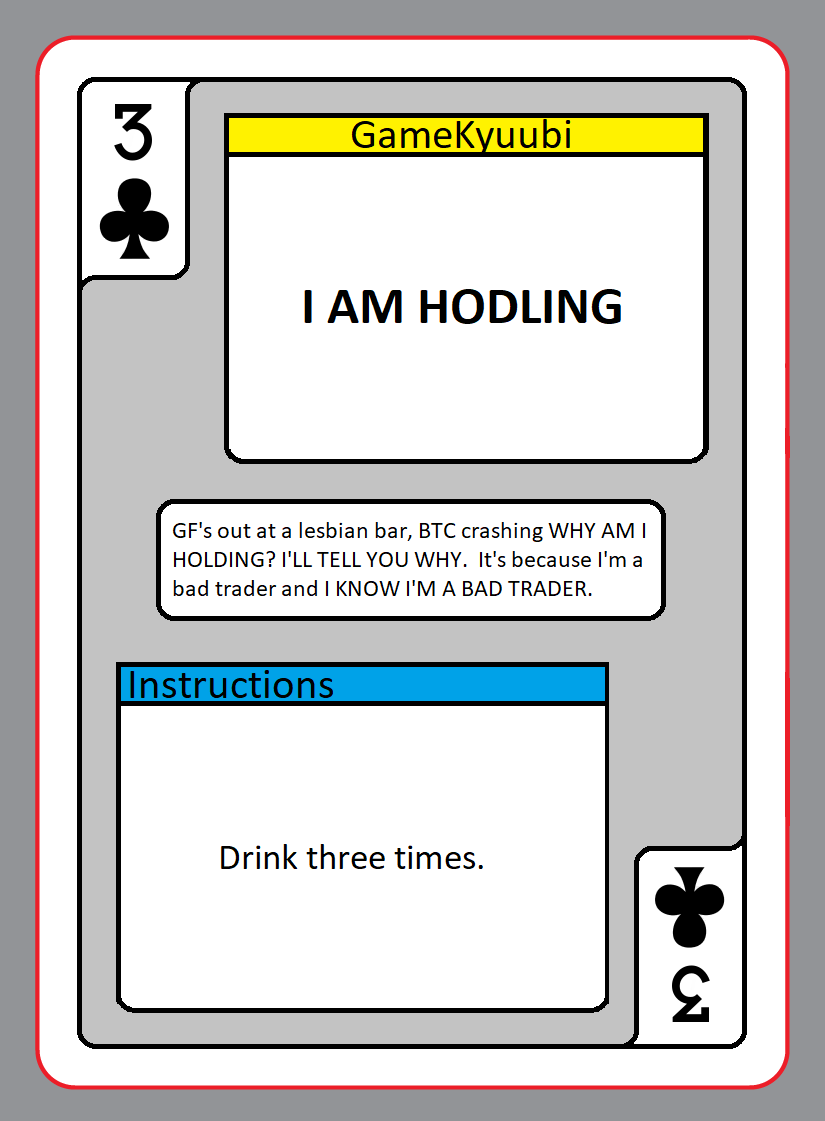 3
GameKyuubi
I AM HODLING
GF's out at a lesbian bar, BTC crashing WHY AM I
HOLDING? I'LL TELL YOU WHY.  It's because I'm a
bad trader and I KNOW I'M A BAD TRADER.
Instructions
Drink three times.
3